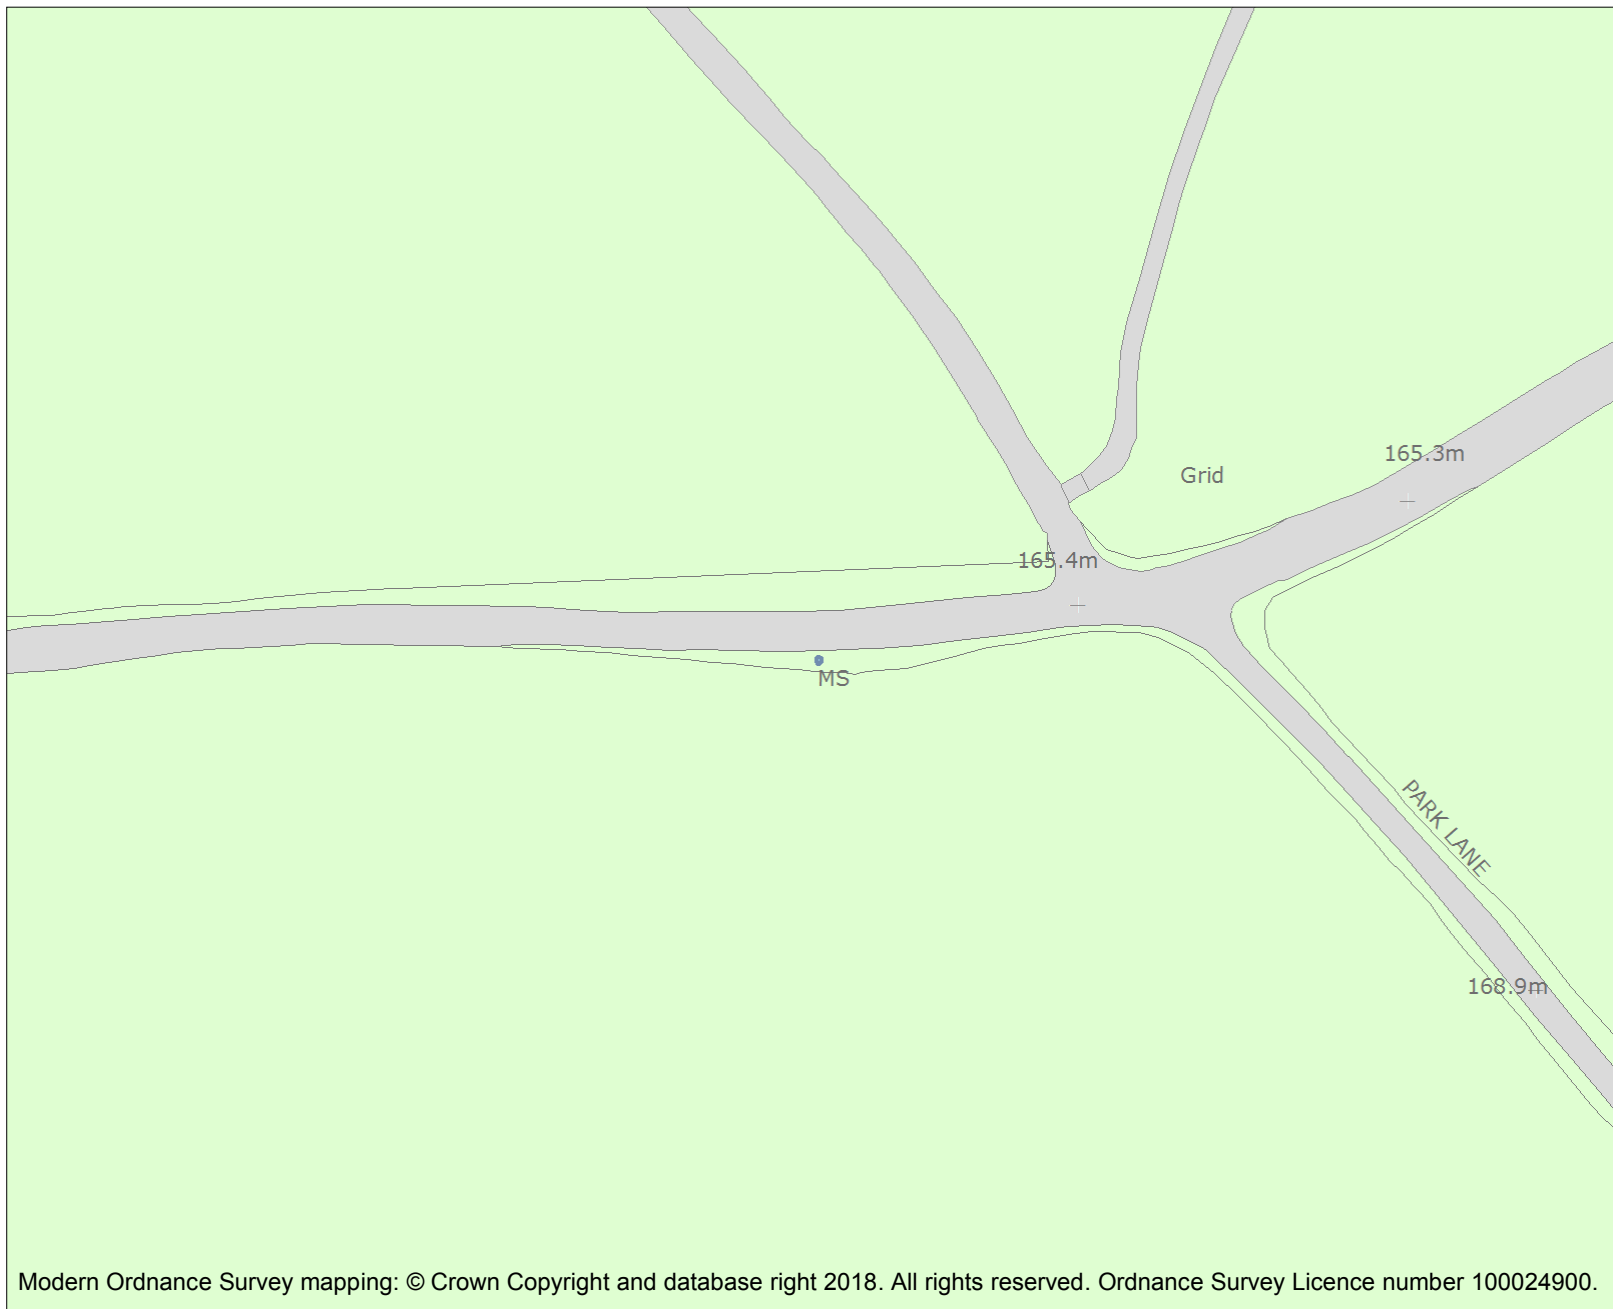 165.3m
Grid
165.4m
MS
PARK LANE
168.9m
Modern Ordnance Survey mapping: © Crown Copyright and database right 2018. All rights reserved. Ordnance Survey Licence number 100024900.